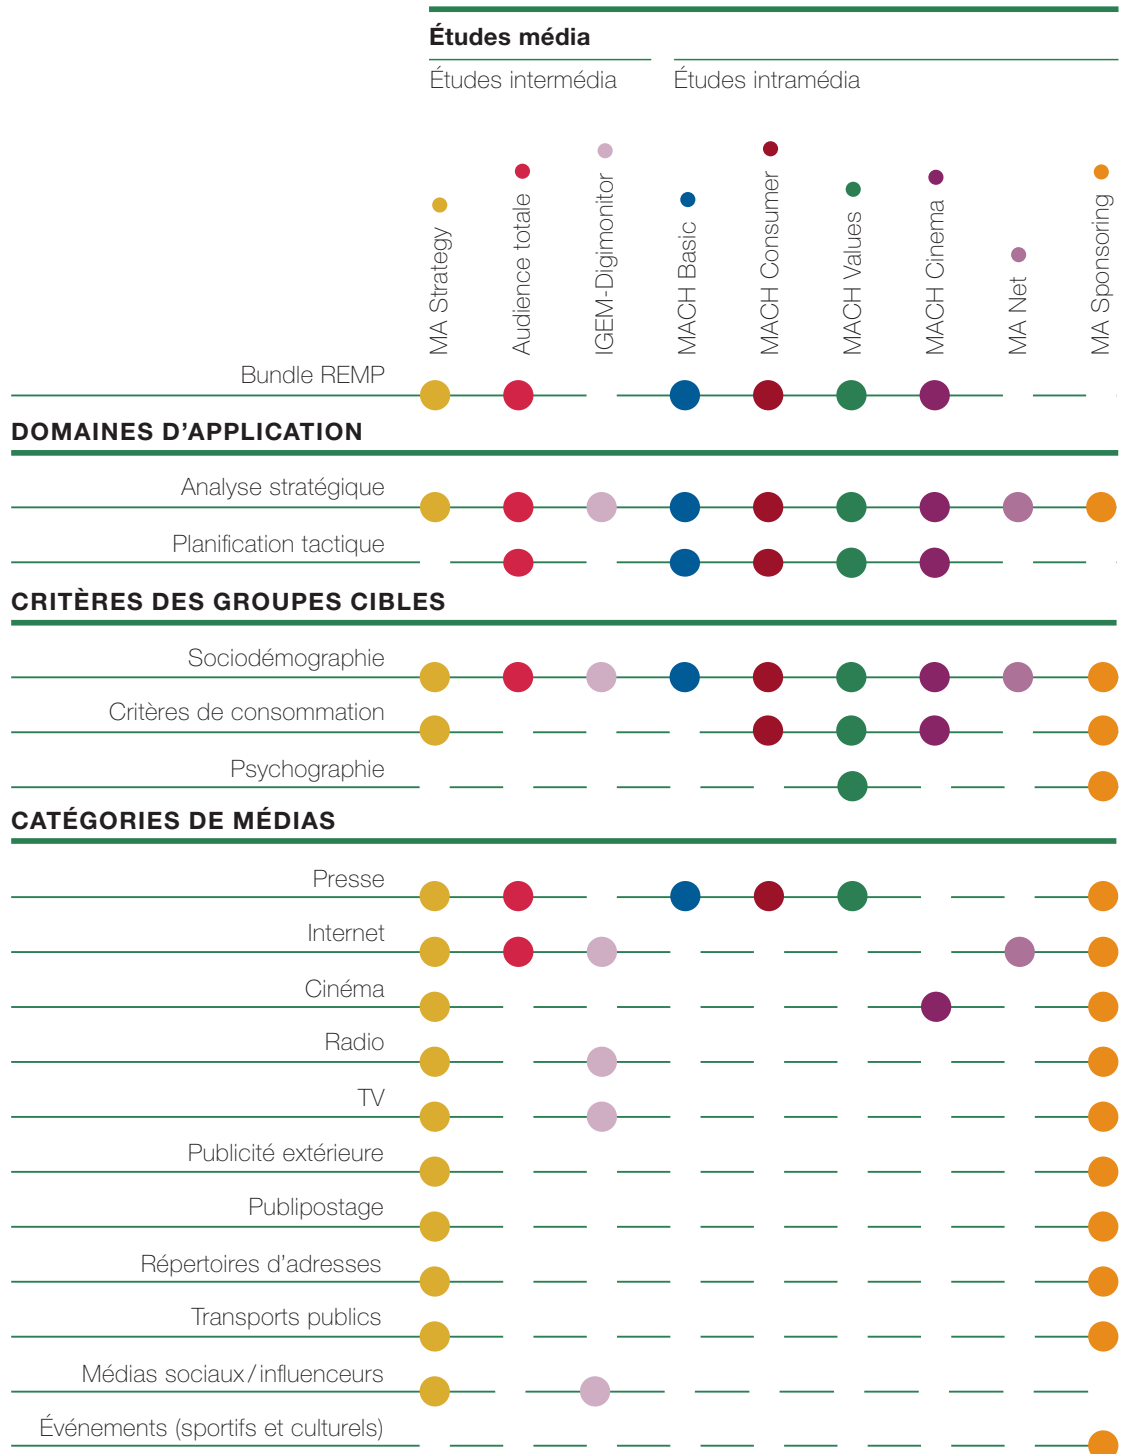 Études média
Études intermédia
Études intramédia
MA Strategy
Audience totale
IGEM-Digimonitor
MACH Basic
MACH Consumer
MACH Values
MACH Cinema
MA Net
MA Sponsoring
Bundle REMP
DOMAINES D’APPLICATION
Analyse stratégique
Planification tactique
CRITÈRES DES GROUPES CIBLES
Sociodémographie
Critères de consommation
Psychographie
CATÉGORIES DE MÉDIAS
Presse
Internet
Cinéma
Radio
TV
Publicité extérieure
Publipostage
Répertoires d’adresses
Transports publics
Médias sociaux / influenceurs
Événements (sportifs et culturels)